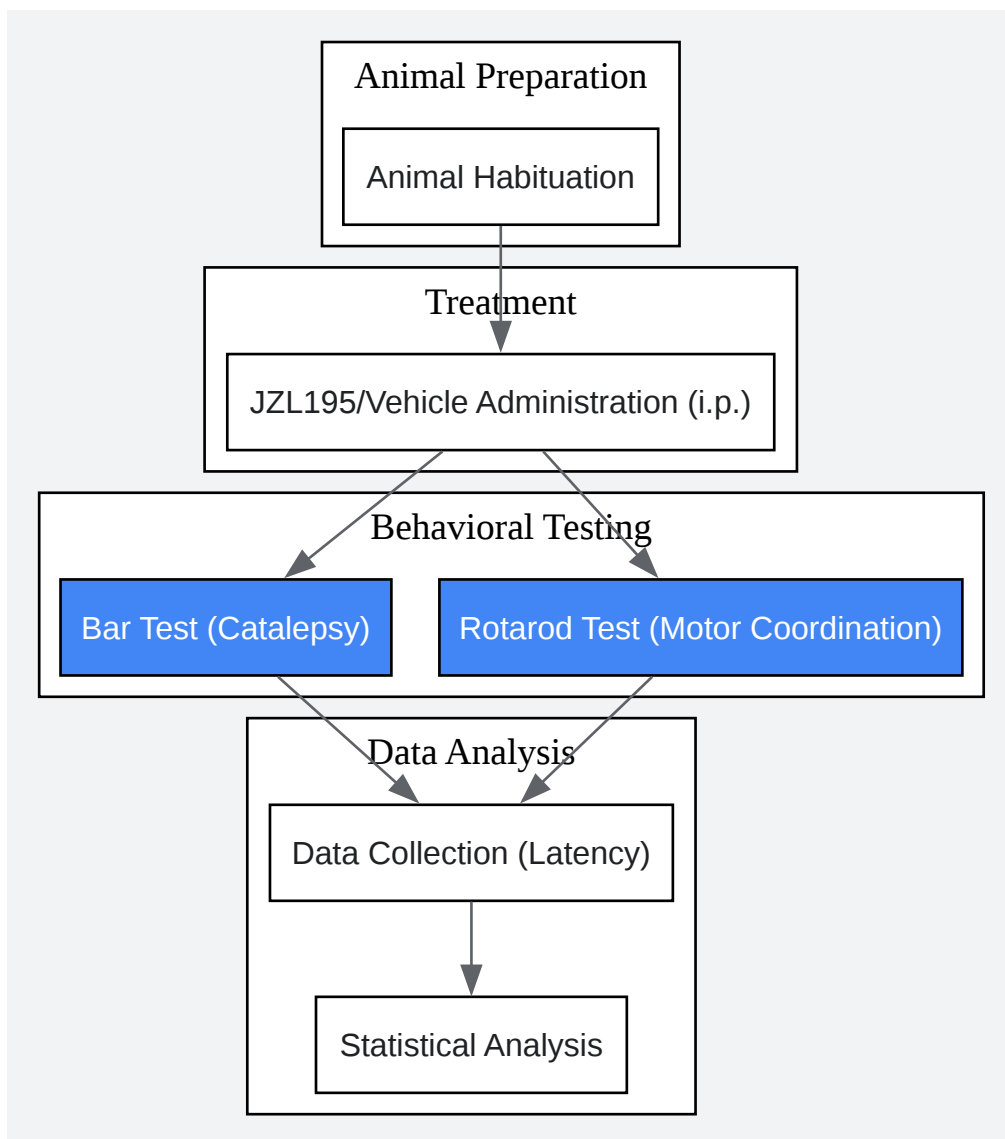 Animal Preparation
Animal Habituation
Treatment
JZL195/Vehicle Administration (i.p.)
Behavioral Testing
Bar Test (Catalepsy)
Rotarod Test (Motor Coordination)
Data Analysis
Data Collection (Latency)
Statistical Analysis